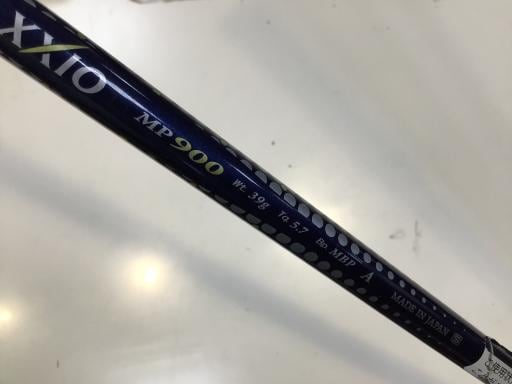 XXIO
MP900
Wt. 39g Tq. 5.7 Bp. MBP A
MADE IN JAPAN